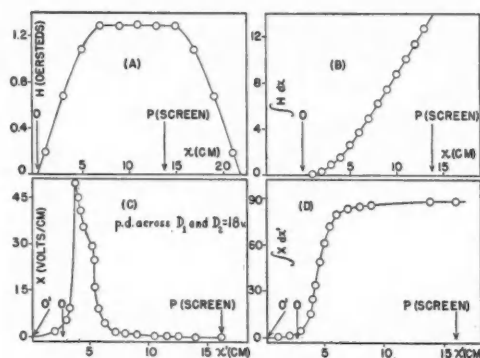 1.2
0.8
0.4
0
H (OERSTEDS)
(A)
O
P (SCREEN)
5
10
15
20
X (CM)
12
8
4
0
∫H dx
(B)
O
P (SCREEN)
5
10
15
X (CM)
45
30
15
0
X (VOLTS/CM)
(C)
p.d. across D₁ and D₂=18v.
O'
O
P (SCREEN)
5
10
15
X' (CM)
90
60
30
0
∫X dx'
(D)
O'
O
P (SCREEN)
5
10
15
X' (CM)